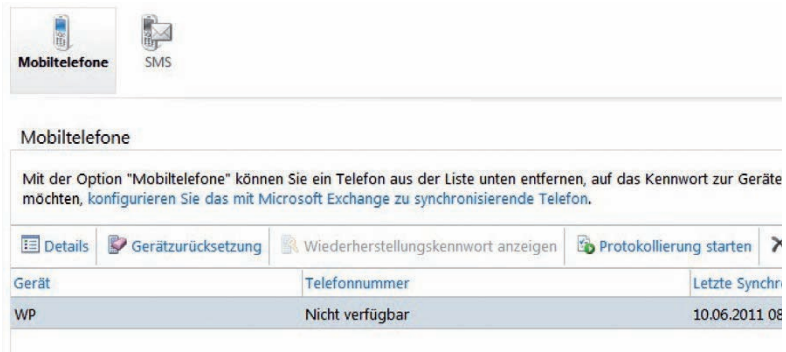 Mobiltelefone SMS
Mobiltelefone
Mit der Option "Mobiltelefone" können Sie ein Telefon aus der Liste unten entfernen, auf das Kennwort zur Geräte
möchten, konfigurieren Sie das mit Microsoft Exchange zu synchronisierende Telefon.
Details Gerätzurücksetzung Wiederherstellungskennwort anzeigen Protokollierung starten
Gerät Telefonnummer Letzte Synchr
WP Nicht verfügbar 10.06.2011 08